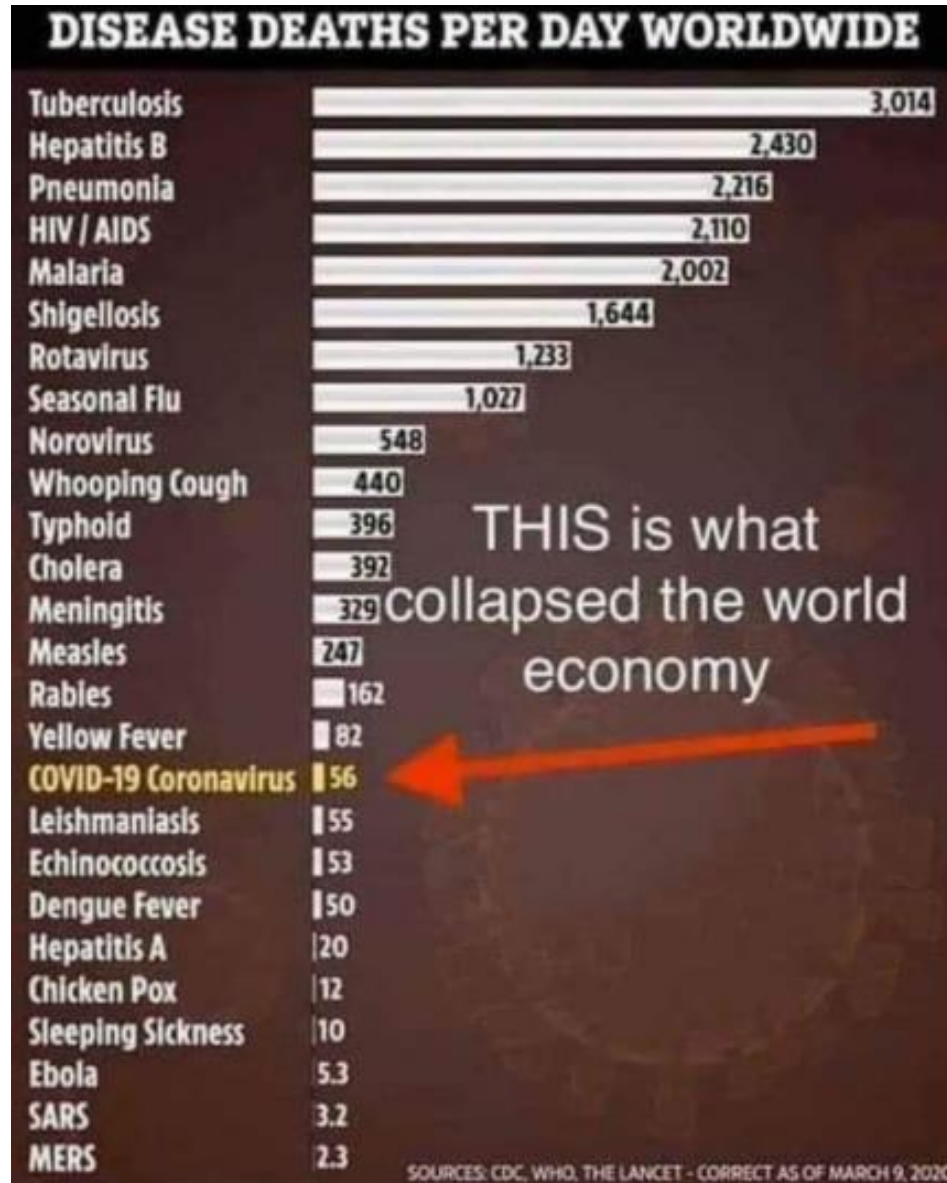 DISEASE DEATHS PER DAY WORLDWIDE
Tuberculosis 3,014
Hepatitis B 2,430
Pneumonia 2,216
HIV / AIDS 2,110
Malaria 2,002
Shigellosis 1,644
Rotavirus 1,233
Seasonal Flu 1,027
Norovirus 548
Whooping Cough 440
Typhoid 396
Cholera 392
Meningitis 329
Measles 247
Rabies 162
Yellow Fever 82
COVID-19 Coronavirus 56
Leishmaniasis 55
Echinococcosis 53
Dengue Fever 50
Hepatitis A 20
Chicken Pox 12
Sleeping Sickness 10
Ebola 5.3
SARS 3.2
MERS 2.3
THIS is what
collapsed the world
economy
SOURCES: CDC, WHO, THE LANCET - CORRECT AS OF MARCH 9, 2020